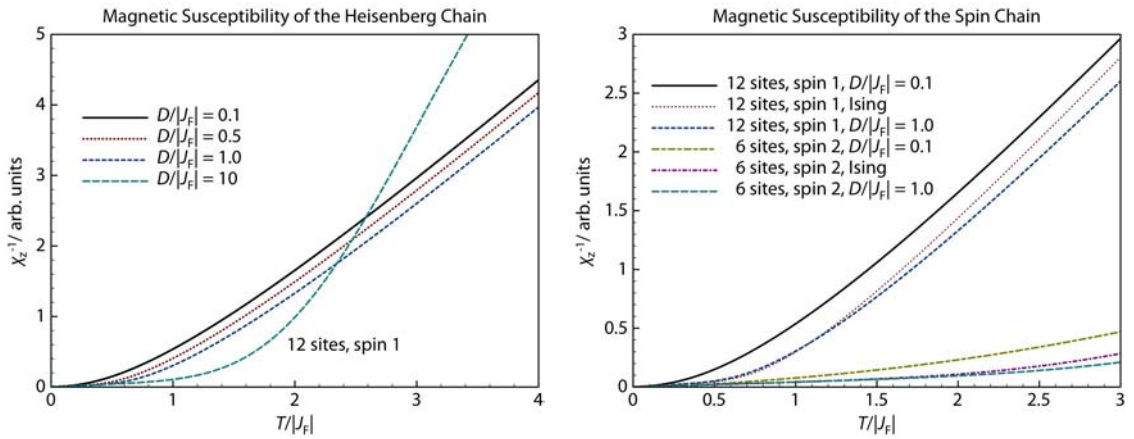 Magnetic Susceptibility of the Heisenberg Chain
5
4
3
2
1
0
χz⁻¹/ arb. units
D/|JF| = 0.1
D/|JF| = 0.5
D/|JF| = 1.0
D/|JF| = 10
12 sites, spin 1
0 1 2 3 4
T/|JF|
Magnetic Susceptibility of the Spin Chain
3
2.5
2
1.5
1
0.5
0
χz⁻¹/ arb. units
12 sites, spin 1, D/|JF| = 0.1
12 sites, spin 1, Ising
12 sites, spin 1, D/|JF| = 1.0
6 sites, spin 2, D/|JF| = 0.1
6 sites, spin 2, Ising
6 sites, spin 2, D/|JF| = 1.0
0 0.5 1 1.5 2 2.5 3
T/|JF|